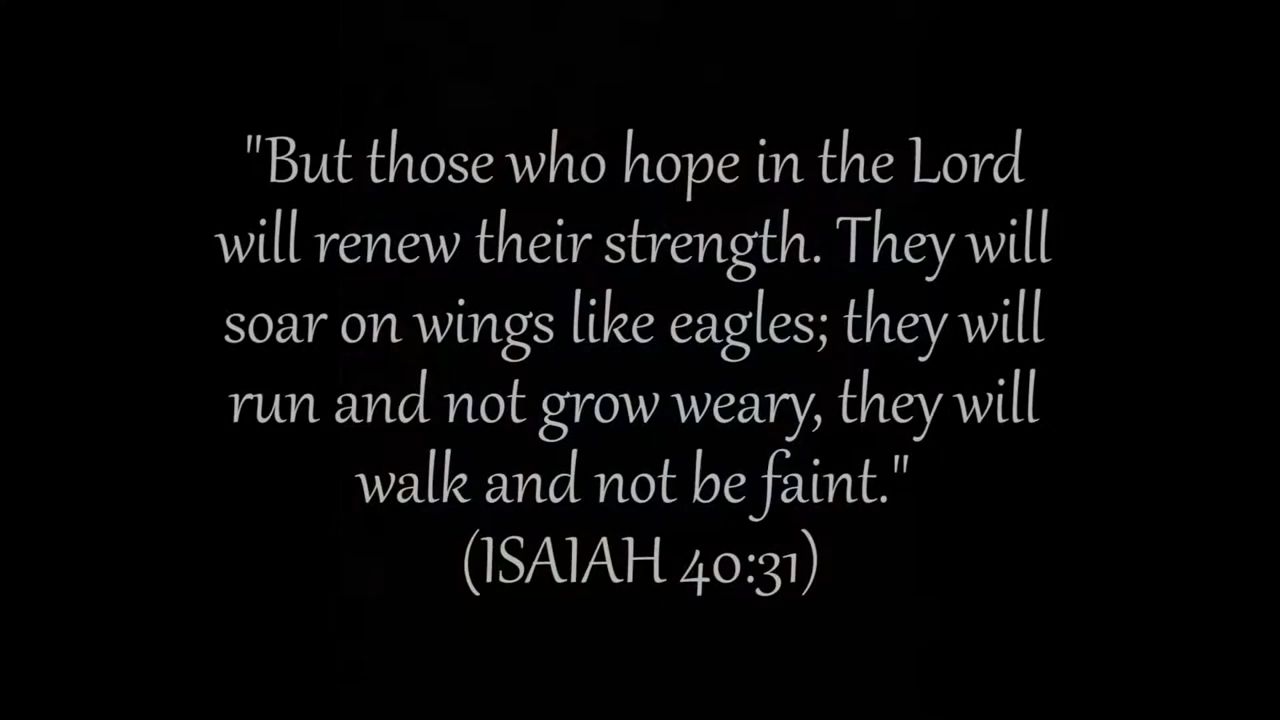 "But those who hope in the Lord
will renew their strength. They will
soar on wings like eagles; they will
run and not grow weary, they will
walk and not be faint."
(ISAIAH 40:31)